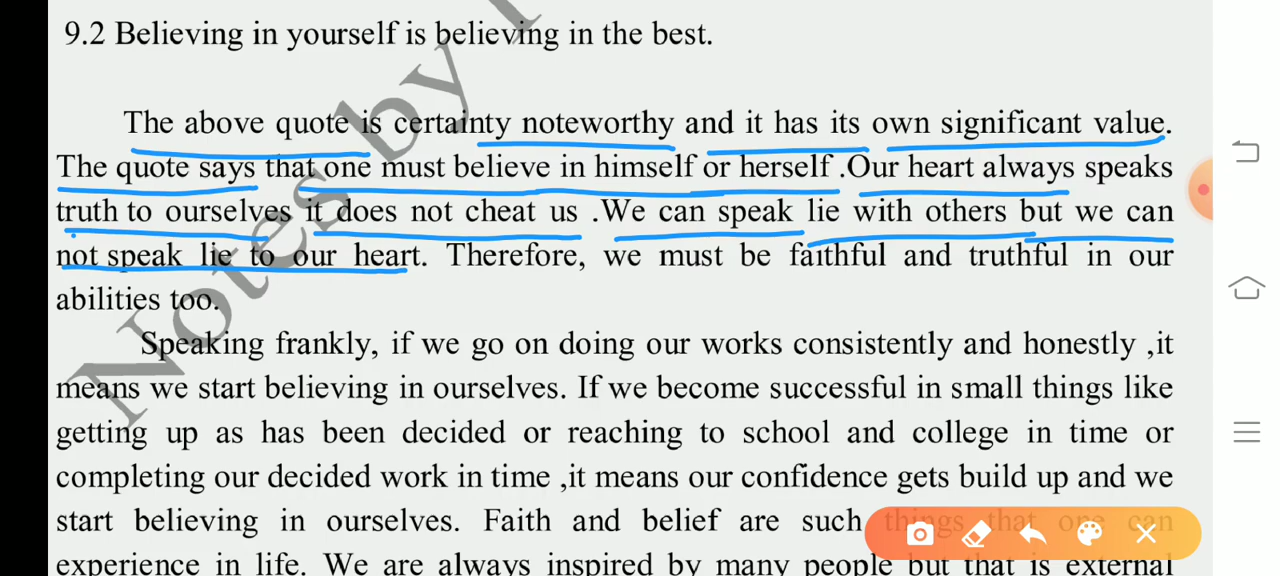 9.2 Believing in yourself is believing in the best.
The above quote is certainty noteworthy and it has its own significant value.
The quote says that one must believe in himself or herself .Our heart always speaks
truth to ourselves it does not cheat us .We can speak lie with others but we can
not speak lie to our heart. Therefore, we must be faithful and truthful in our
abilities too.
Speaking frankly, if we go on doing our works consistently and honestly ,it
means we start believing in ourselves. If we become successful in small things like
getting up as has been decided or reaching to school and college in time or
completing our decided work in time ,it means our confidence gets build up and we
start believing in ourselves. Faith and belief are such things that one can
experience in life. We are always inspired by many people but that is external
Notes by